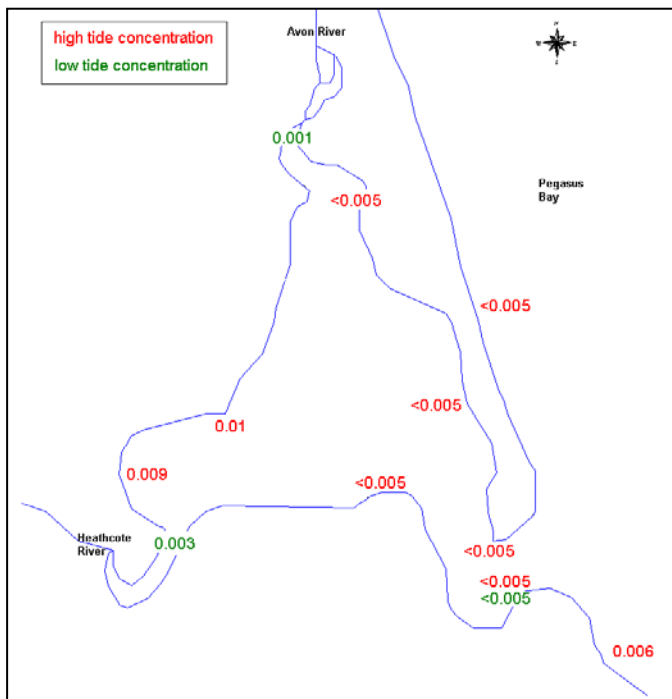 high tide concentration
low tide concentration
Avon River
N
W
E
S
0.001
Pegasus
Bay
<0.005
<0.005
<0.005
0.01
0.009
<0.005
Heathcote
River
0.003
<0.005
<0.005
<0.005
0.006